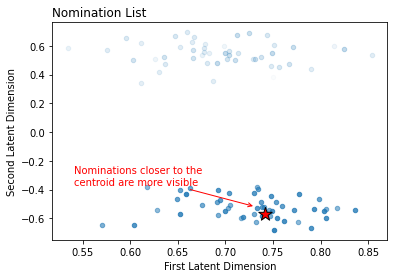 Nomination List
Second Latent Dimension
0.6
0.4
0.2
0.0
−0.2
−0.4
−0.6
Nominations closer to the
centroid are more visible
0.55 0.60 0.65 0.70 0.75 0.80 0.85
First Latent Dimension